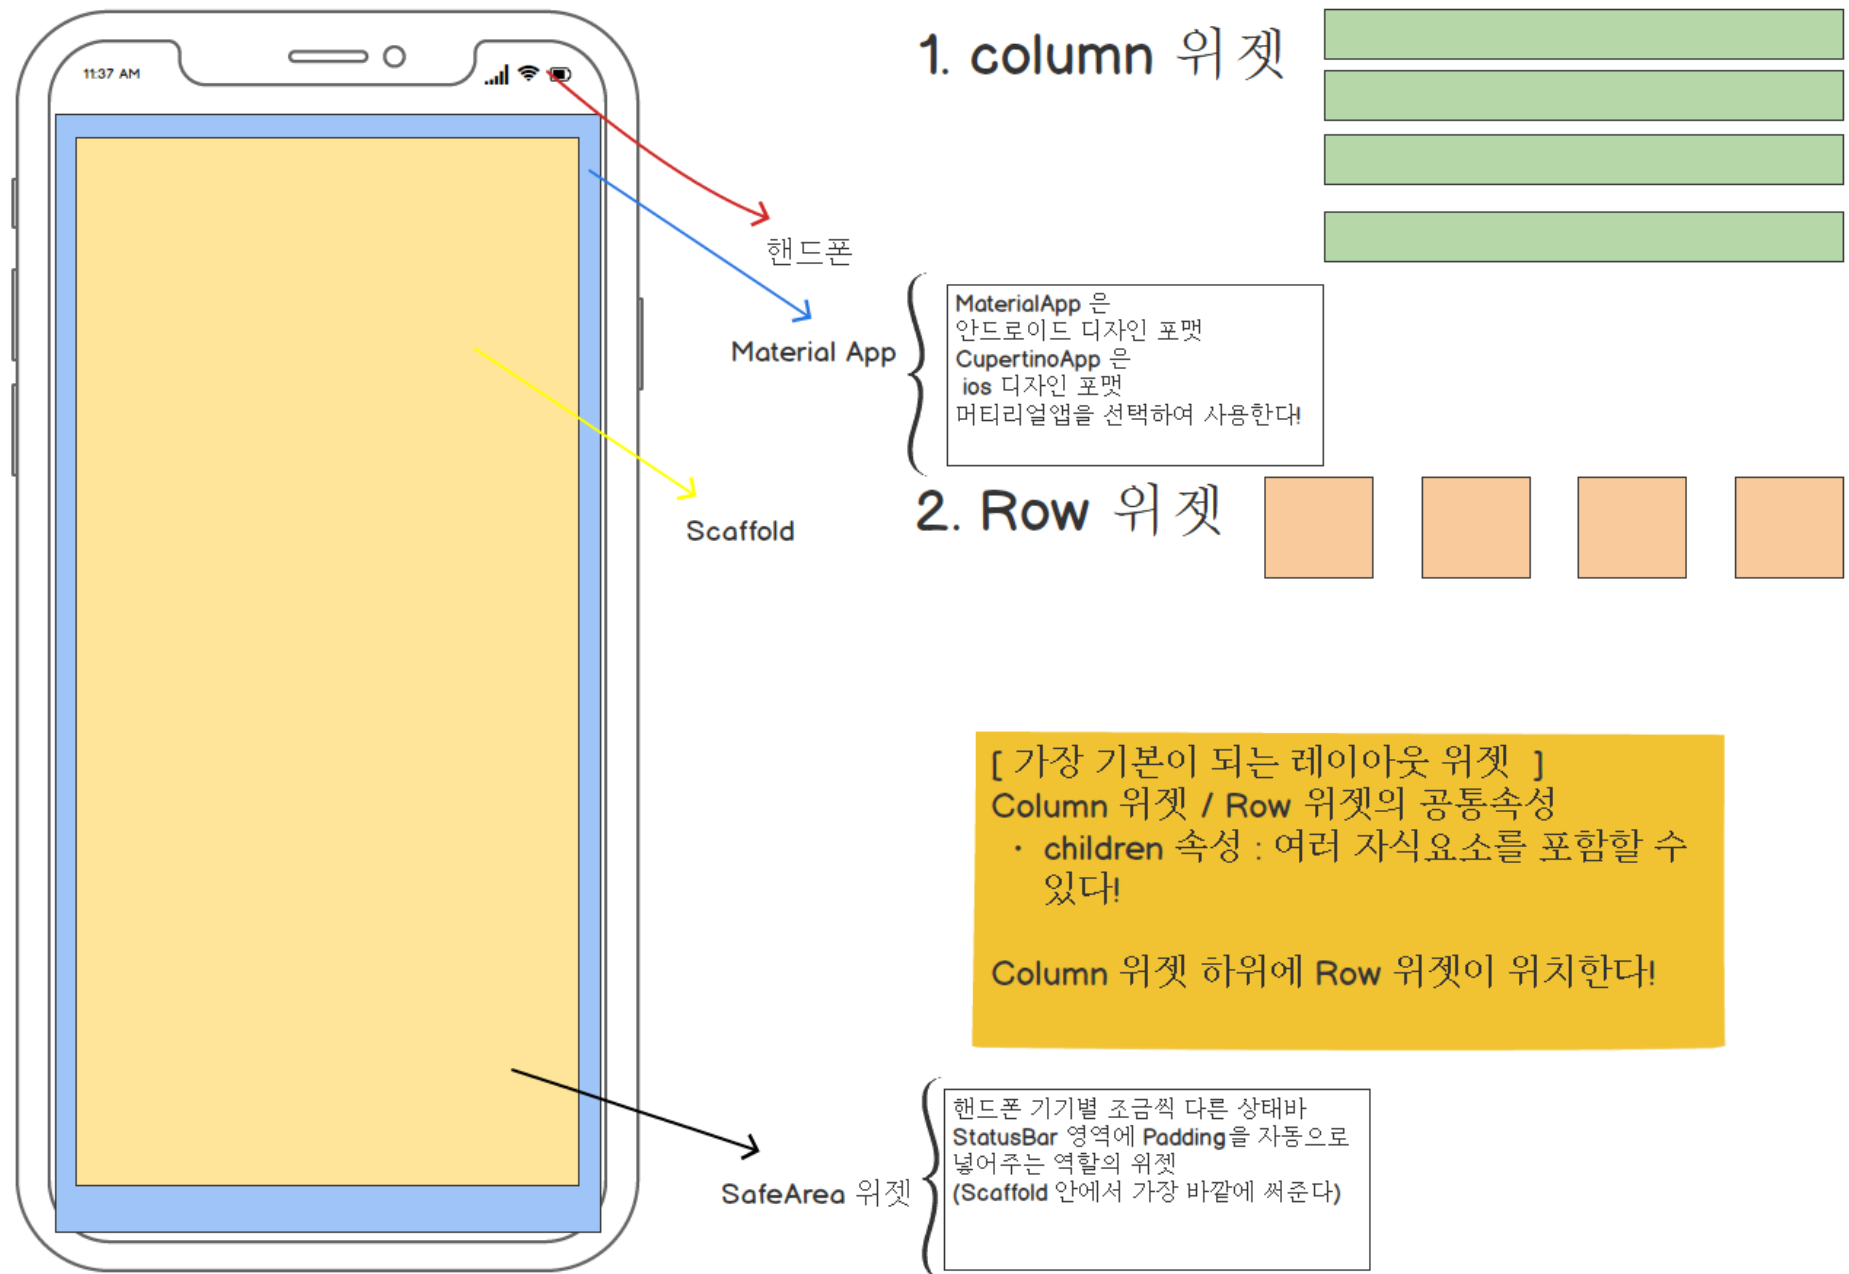 11:37 AM
1. column 위젯
핸드폰
Material App
MaterialApp 은
안드로이드 디자인 포맷
CupertinoApp 은
ios 디자인 포맷
머티리얼앱을 선택하여 사용한다!
2. Row 위젯
Scaffold
[ 가장 기본이 되는 레이아웃 위젯 ]
Column 위젯 / Row 위젯의 공통속성
· children 속성 : 여러 자식요소를 포함할 수
있다!
Column 위젯 하위에 Row 위젯이 위치한다!
SafeArea 위젯
핸드폰 기기별 조금씩 다른 상태바
StatusBar 영역에 Padding을 자동으로
넣어주는 역할의 위젯
(Scaffold 안에서 가장 바깥에 써준다)